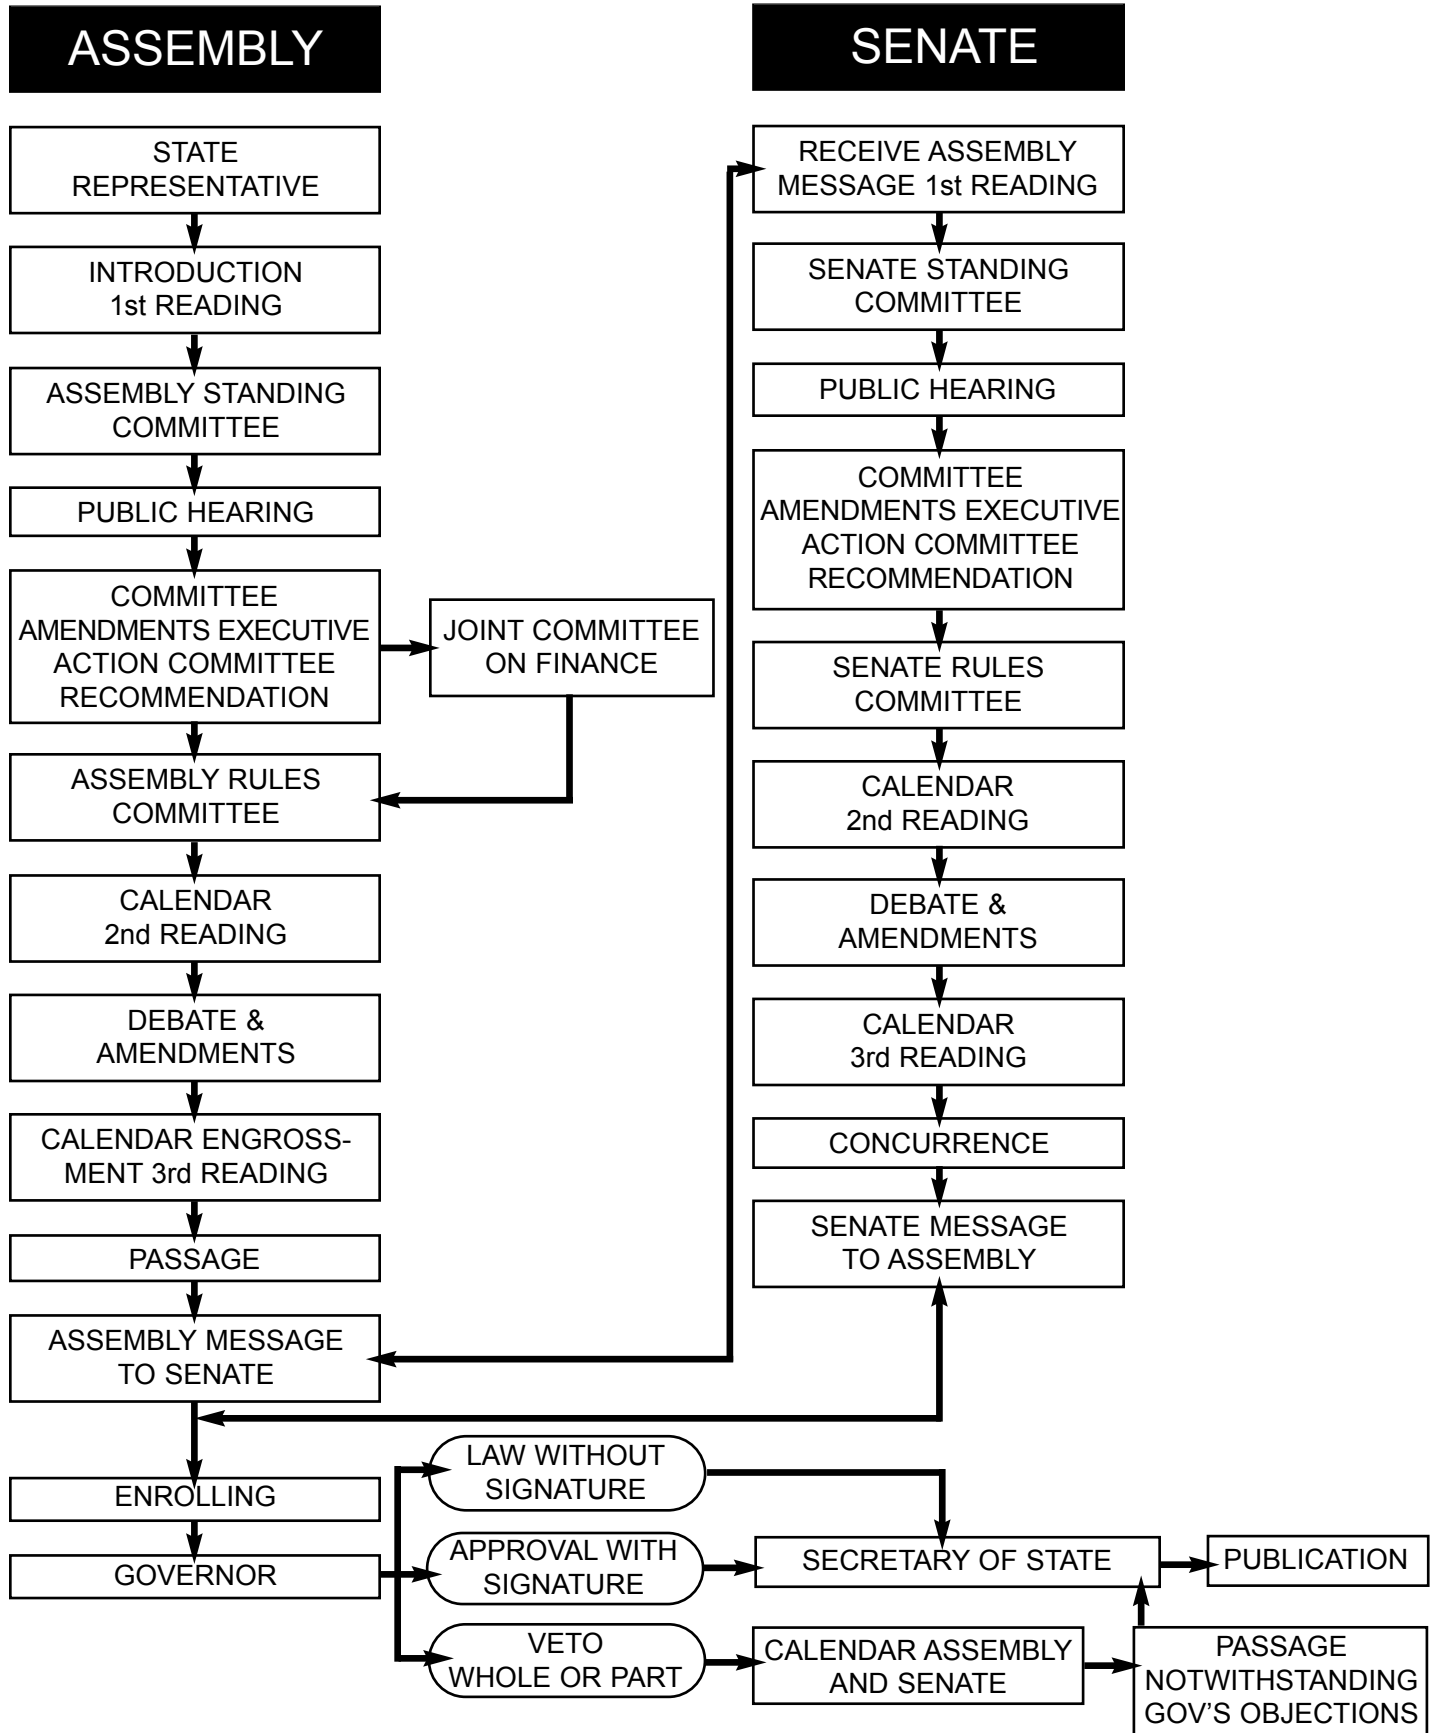 ASSEMBLY
STATE
REPRESENTATIVE
INTRODUCTION
1st READING
ASSEMBLY STANDING
COMMITTEE
PUBLIC HEARING
COMMITTEE
AMENDMENTS EXECUTIVE
ACTION COMMITTEE
RECOMMENDATION
JOINT COMMITTEE
ON FINANCE
ASSEMBLY RULES
COMMITTEE
CALENDAR
2nd READING
DEBATE &
AMENDMENTS
CALENDAR ENGROSS-
MENT 3rd READING
PASSAGE
ASSEMBLY MESSAGE
TO SENATE
SENATE
RECEIVE ASSEMBLY
MESSAGE 1st READING
SENATE STANDING
COMMITTEE
PUBLIC HEARING
COMMITTEE
AMENDMENTS EXECUTIVE
ACTION COMMITTEE
RECOMMENDATION
SENATE RULES
COMMITTEE
CALENDAR
2nd READING
DEBATE &
AMENDMENTS
CALENDAR
3rd READING
CONCURRENCE
SENATE MESSAGE
TO ASSEMBLY
ENROLLING
GOVERNOR
LAW WITHOUT
SIGNATURE
APPROVAL WITH
SIGNATURE
VETO
WHOLE OR PART
SECRETARY OF STATE
PUBLICATION
CALENDAR ASSEMBLY
AND SENATE
PASSAGE
NOTWITHSTANDING
GOV'S OBJECTIONS